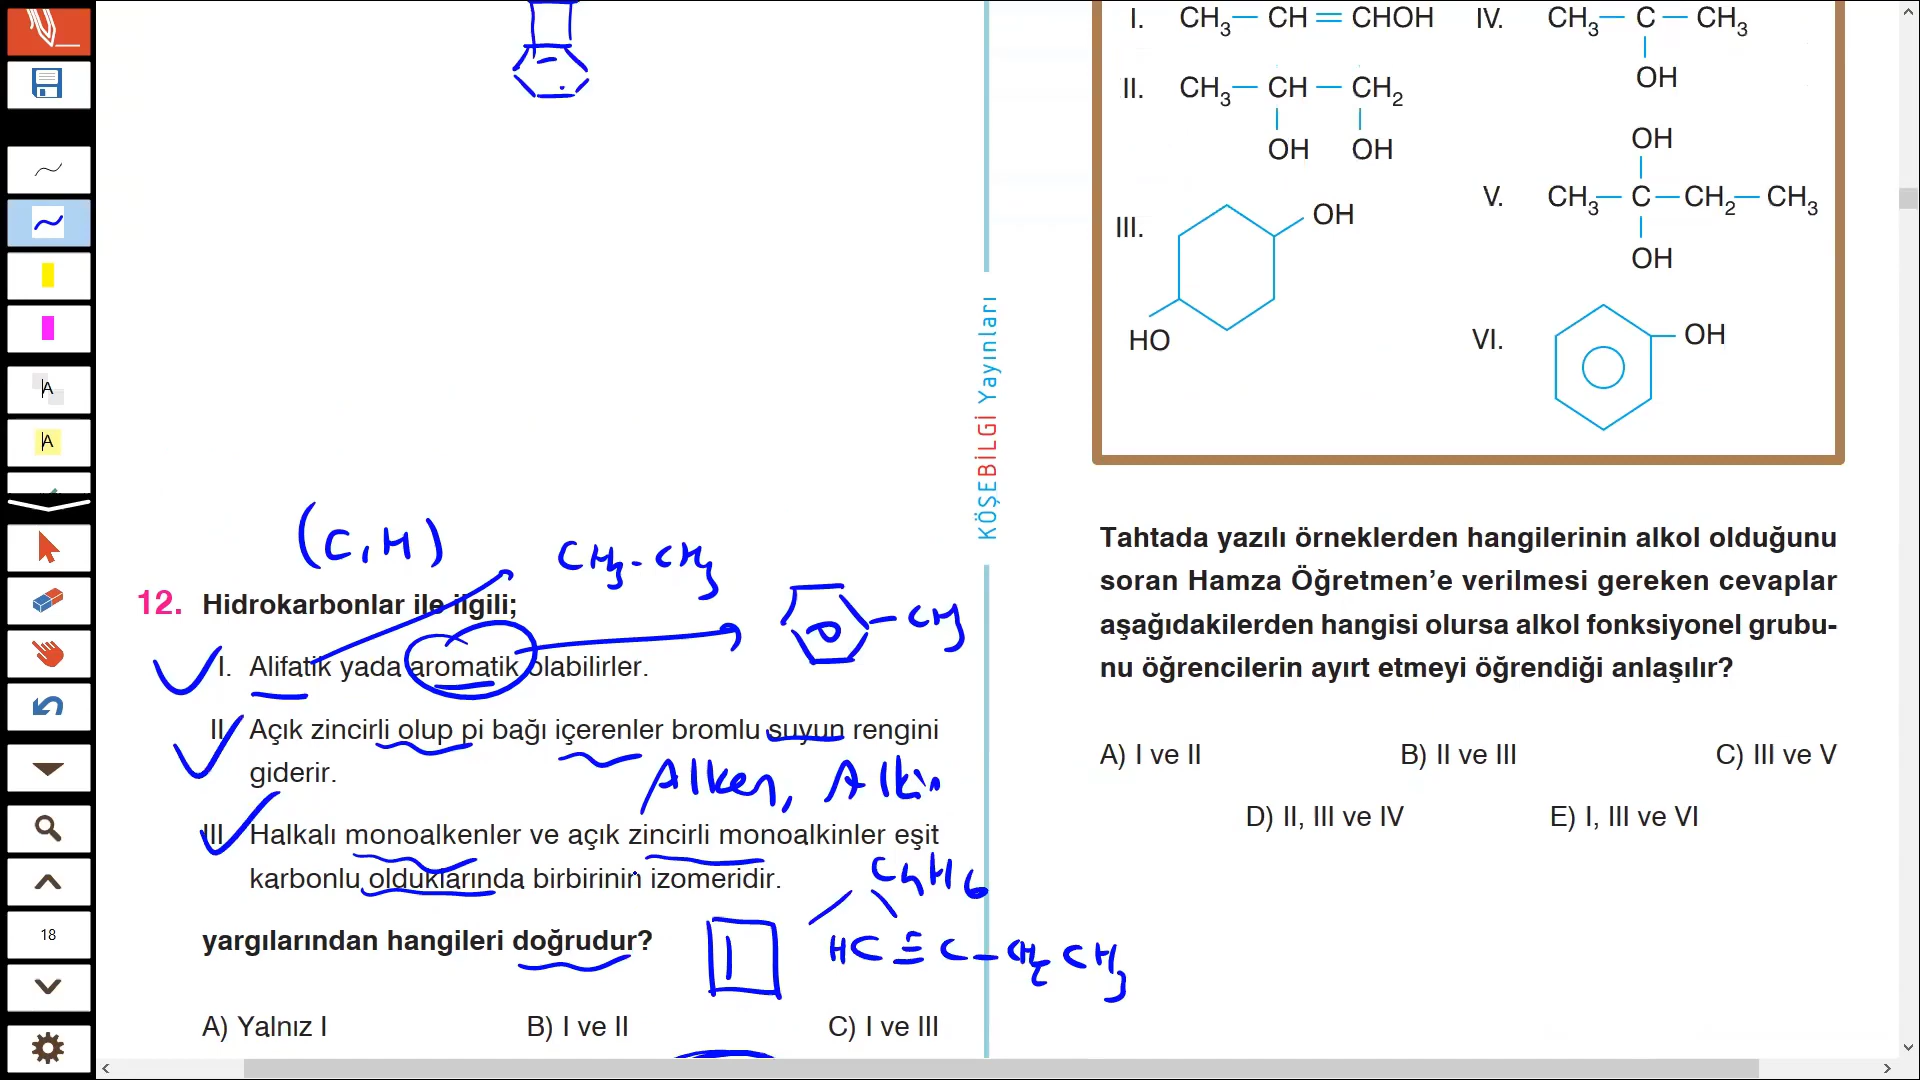 (C,H)
CH3-CH3
CH3
12. Hidrokarbonlar ile ilgili;
I. Alifatik yada aromatik olabilirler.
II. Açık zincirli olup pi bağı içerenler bromlu suyun rengini
giderir.
Alken, Alkin
III. Halkalı monoalkenler ve açık zincirli monoalkinler eşit
karbonlu olduklarında birbirinin izomeridir.
C4H6
HC≡C-CH2CH3
yargılarından hangileri doğrudur?
A) Yalnız I B) I ve II C) I ve III
KÖŞEBİLGİ Yayınları
I. CH3—CH=CHOH
II. CH3—CH—CH2
OH OH
III.
OH
HO
IV. CH3—C—CH3
OH
OH
V. CH3—C—CH2—CH3
OH
VI.
OH
Tahtada yazılı örneklerden hangilerinin alkol olduğunu
soran Hamza Öğretmen’e verilmesi gereken cevaplar
aşağıdakilerden hangisi olursa alkol fonksiyonel grubu-
nu öğrencilerin ayırt etmeyi öğrendiği anlaşılır?
A) I ve II B) II ve III C) III ve V
D) II, III ve IV E) I, III ve VI
A
A
18